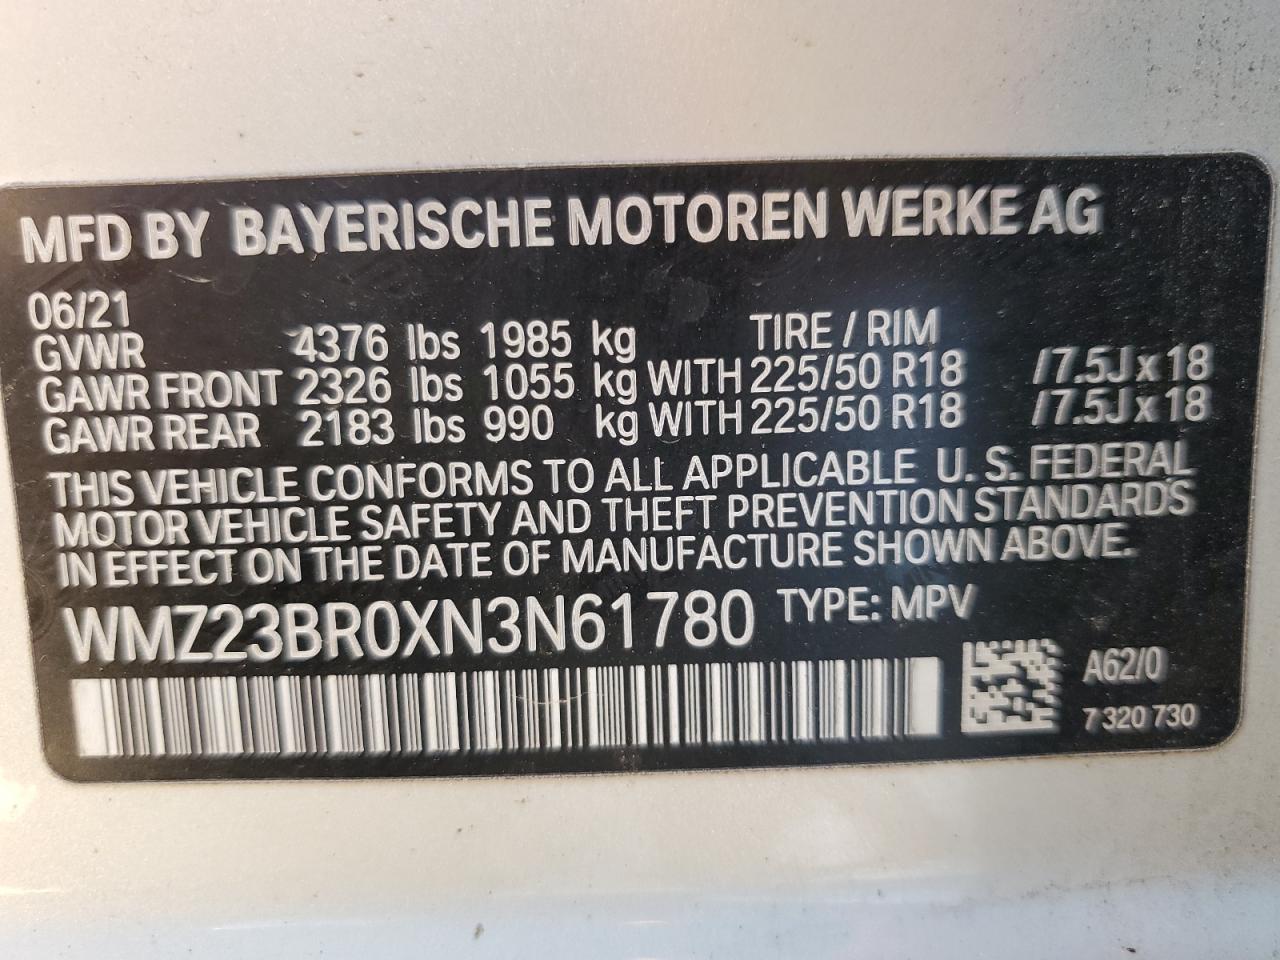 MFD BY BAYERISCHE MOTOREN WERKE AG
06/21
GVWR 4376 lbs 1985 kg TIRE / RIM
GAWR FRONT 2326 lbs 1055 kg WITH 225/50 R18 / 7.5J x 18
GAWR REAR 2183 lbs 990 kg WITH 225/50 R18 / 7.5J x 18
THIS VEHICLE CONFORMS TO ALL APPLICABLE U. S. FEDERAL
MOTOR VEHICLE SAFETY AND THEFT PREVENTION STANDARDS
IN EFFECT ON THE DATE OF MANUFACTURE SHOWN ABOVE.
WMZ23BR0XN3N61780 TYPE: MPV
A62/0
7 320 730